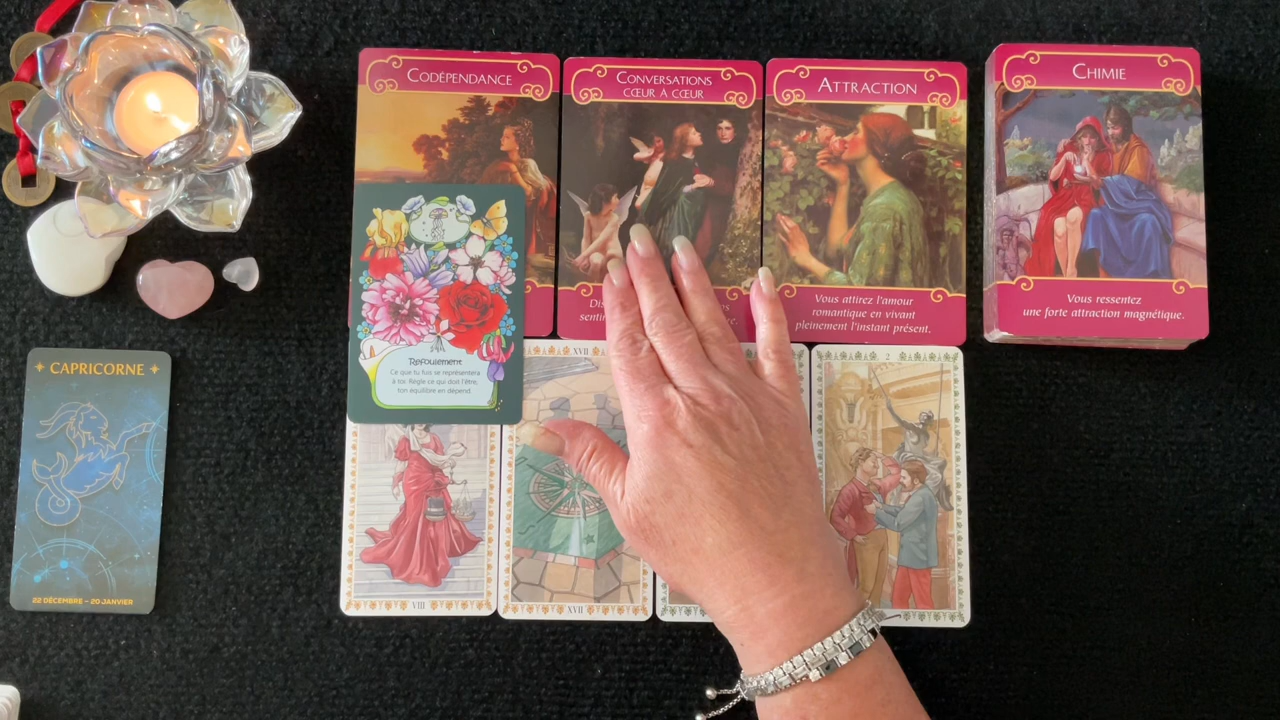 CODÉPENDANCE
CONVERSATIONS
CŒUR À CŒUR
ATTRACTION
Vous attirez l'amour
romantique en vivant
pleinement l'instant présent.
CHIMIE
Vous ressentez
une forte attraction magnétique.
Refoulement
Ce que tu fuis se représentera
à toi. Règle ce qui doit l'être,
ton équilibre en dépend.
CAPRICORNE
22 DÉCEMBRE – 20 JANVIER
XVII
2
VIII
XVII